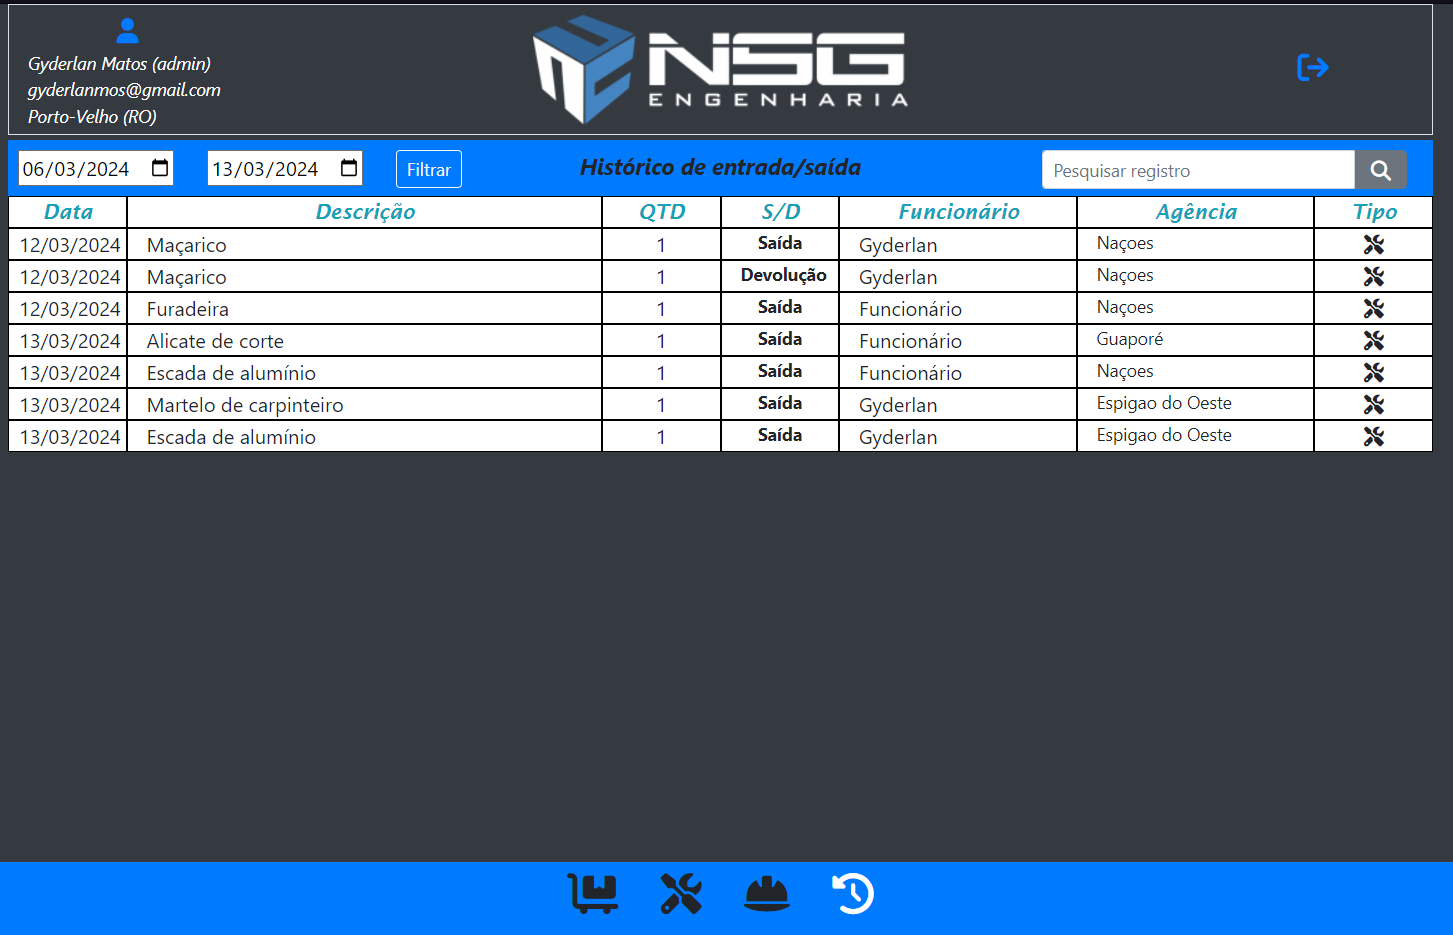 Gyderlan Matos (admin)
gyderlanmos@gmail.com
Porto-Velho (RO)
NSG
ENGENHARIA
06/03/2024 13/03/2024 Filtrar Histórico de entrada/saída Pesquisar registro
Data Descrição QTD S/D Funcionário Agência Tipo
12/03/2024 Maçarico 1 Saída Gyderlan Naçoes
12/03/2024 Maçarico 1 Devolução Gyderlan Naçoes
12/03/2024 Furadeira 1 Saída Funcionário Naçoes
13/03/2024 Alicate de corte 1 Saída Funcionário Guaporé
13/03/2024 Escada de alumínio 1 Saída Funcionário Naçoes
13/03/2024 Martelo de carpinteiro 1 Saída Gyderlan Espigao do Oeste
13/03/2024 Escada de alumínio 1 Saída Gyderlan Espigao do Oeste